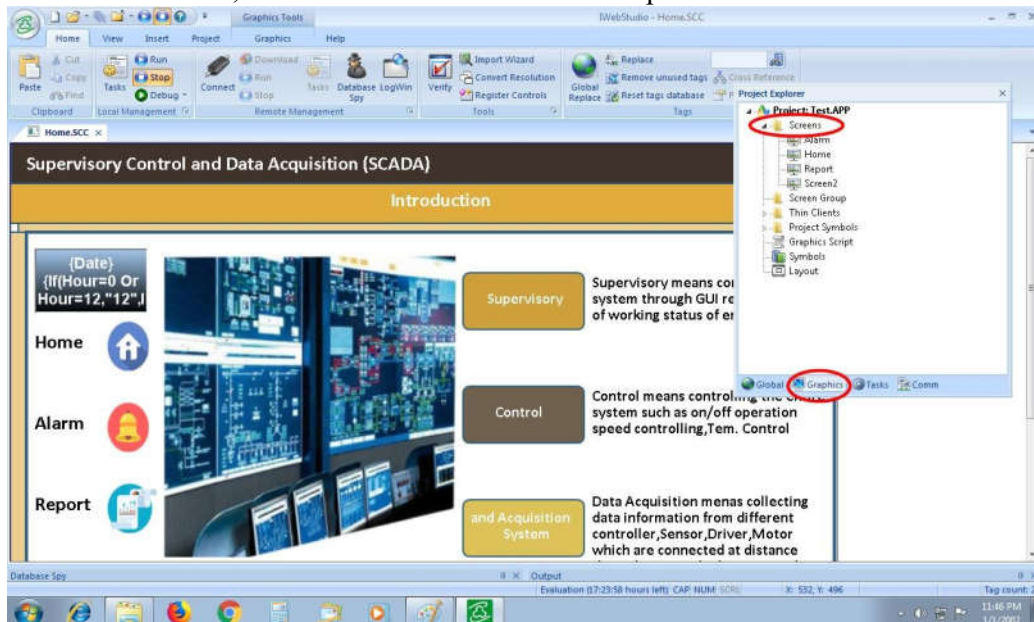 Graphics Tools
IWebStudio - Home.SCC
Home View Insert Project Graphics Help
Cut
Copy
Find
Paste
Clipboard
Tasks
Run
Stop
Debug
Local Management
Connect
Download
Run
Stop
Tasks
Database Spy
LogWin
Remote Management
Verify
Import Wizard
Convert Resolution
Register Controls
Tools
Global Replace
Replace
Remove unused tags
Reset tags database
Cross Reference
Tags
Project Explorer
Project: Test.APP
Screens
Alarm
Home
Report
Screen2
Screen Group
Thin Clients
Project Symbols
Graphics Script
Symbols
Layout
Global Graphics Tasks Comm
Home.SCC
Supervisory Control and Data Acquisition (SCADA)
Introduction
{Date}
{If(Hour=0 Or
Hour=12,"12",
Home
Alarm
Report
Supervisory
Supervisory means
system through GUI
of working status of
Control
Control means controlling
system such as on/off operation
speed controlling,Tem. Control
and Acquisition
System
Data Acquisition menas collecting
data information from different
controller,Sensor,Driver,Motor
which are connected at distance
Database Spy
Output
Evaluation (17:23:58 hours left) CAP NUM SCRL X: 532, Y: 496 Tag count:
11:46 PM